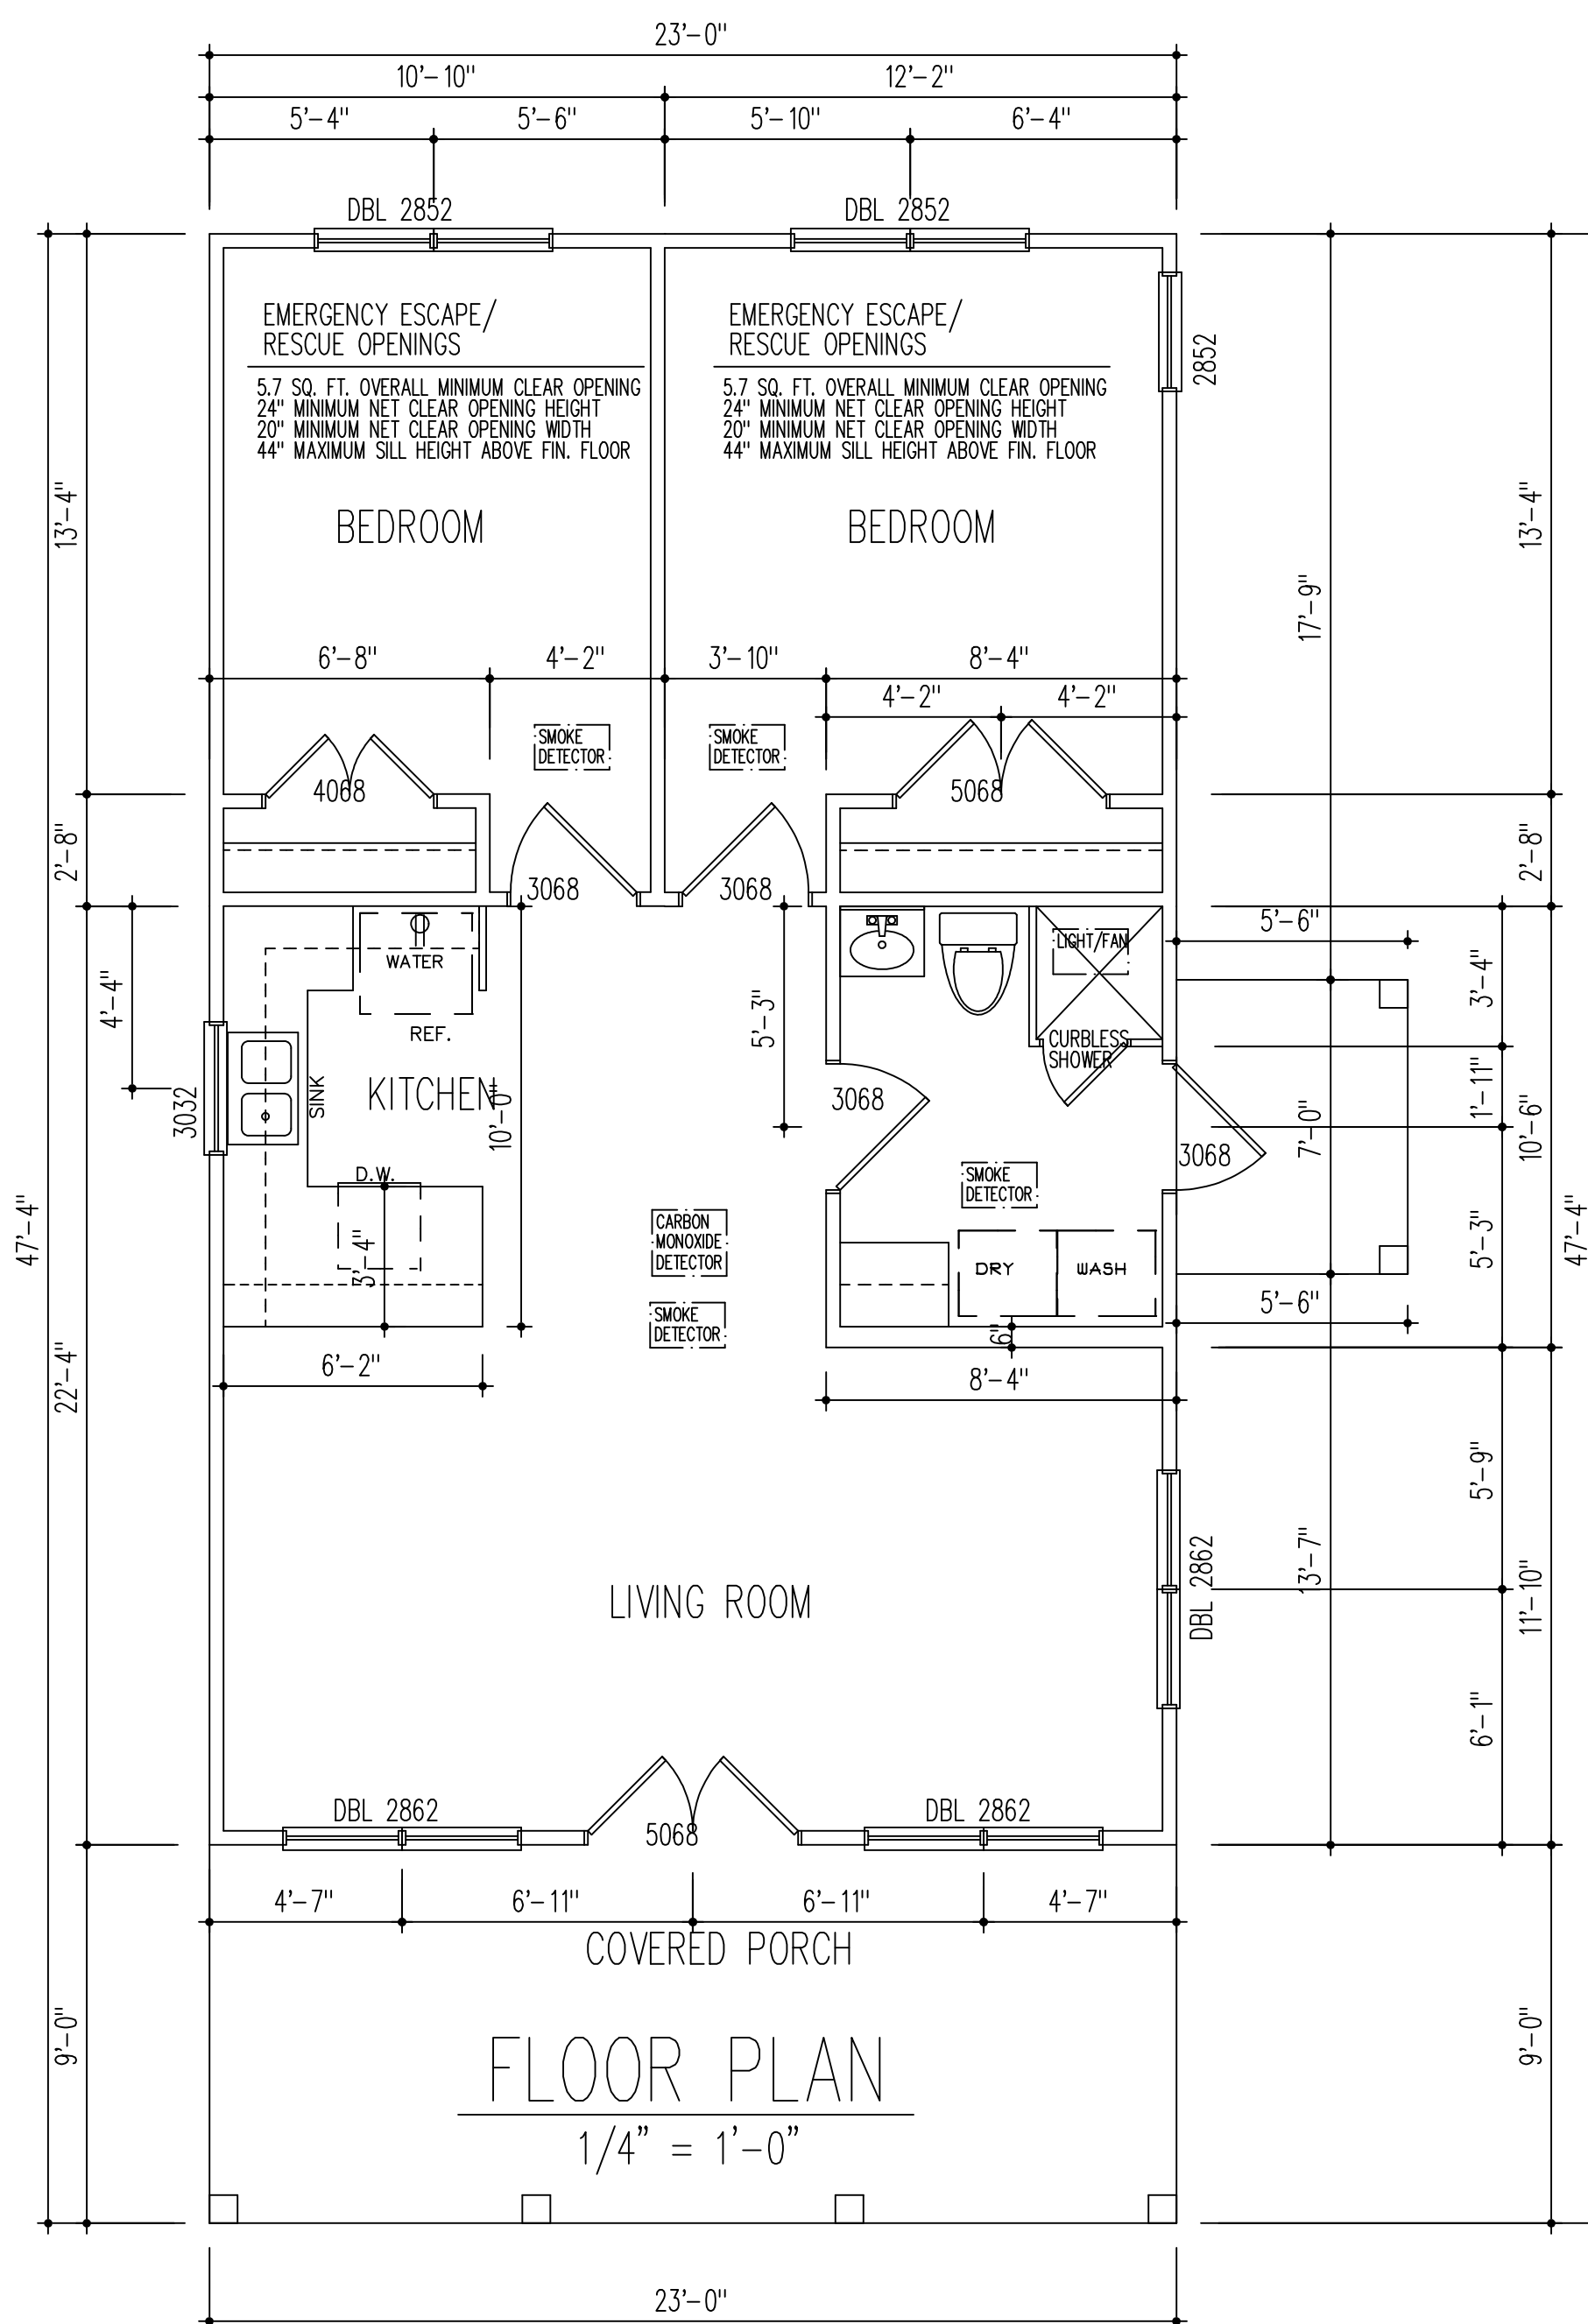 23'-0"
10'-10"
12'-2"
5'-4"
5'-6"
5'-10"
6'-4"
DBL 2852
DBL 2852
EMERGENCY ESCAPE/
RESCUE OPENINGS
5.7 SQ. FT. OVERALL MINIMUM CLEAR OPENING
24" MINIMUM NET CLEAR OPENING HEIGHT
20" MINIMUM NET CLEAR OPENING WIDTH
44" MAXIMUM SILL HEIGHT ABOVE FIN. FLOOR
EMERGENCY ESCAPE/
RESCUE OPENINGS
5.7 SQ. FT. OVERALL MINIMUM CLEAR OPENING
24" MINIMUM NET CLEAR OPENING HEIGHT
20" MINIMUM NET CLEAR OPENING WIDTH
44" MAXIMUM SILL HEIGHT ABOVE FIN. FLOOR
2852
13'-4"
BEDROOM
BEDROOM
13'-4"
17'-9"
6'-8"
4'-2"
3'-10"
8'-4"
4'-2"
4'-2"
SMOKE
DETECTOR
SMOKE
DETECTOR
4068
5068
2'-8"
3068
3068
2'-8"
5'-6"
WATER
REF.
LIGHT/FAN
4'-4"
5'-3"
3'-4"
CURBLESS
SHOWER
3032
SINK
KITCHEN
10'-0"
3068
3068
1'-11"
7'-0"
10'-6"
D.W.
3'-4"
SMOKE
DETECTOR
CARBON
MONOXIDE
DETECTOR
SMOKE
DETECTOR
DRY
WASH
6"
5'-3"
5'-6"
47'-4"
47'-4"
22'-4"
6'-2"
8'-4"
5'-9"
LIVING ROOM
DBL 2862
13'-7"
11'-10"
6'-1"
DBL 2862
5068
DBL 2862
4'-7"
6'-11"
6'-11"
4'-7"
COVERED PORCH
9'-0"
9'-0"
FLOOR PLAN
1/4" = 1'-0"
23'-0"